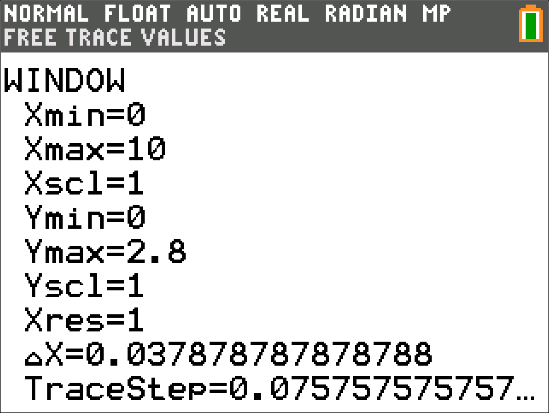 NORMAL FLOAT AUTO REAL RADIAN MP
FREE TRACE VALUES
WINDOW
Xmin=0
Xmax=10
Xscl=1
Ymin=0
Ymax=2.8
Yscl=1
Xres=1
△X=0.037878787878788
TraceStep=0.0757575757575…